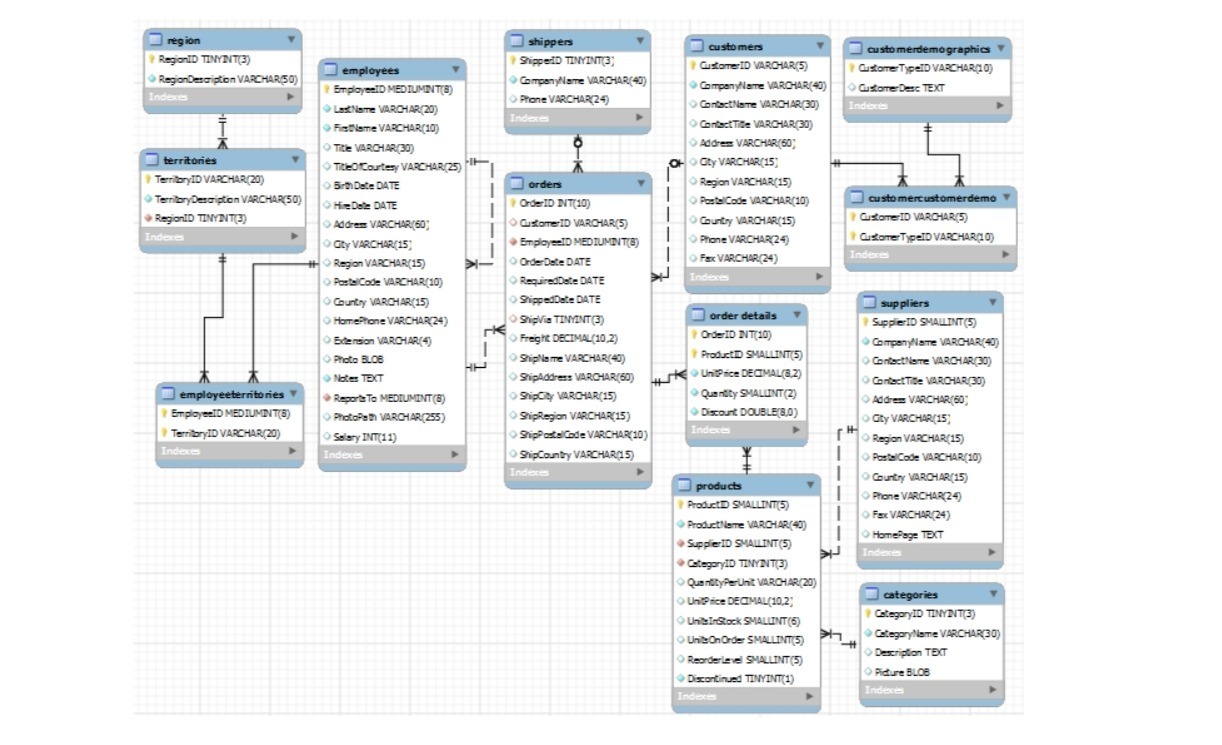 region
RegionID TINYINT(3)
RegionDescription VARCHAR(50)
Indexes
territories
TerritoryID VARCHAR(20)
TerritoryDescription VARCHAR(50)
RegionID TINYINT(3)
Indexes
employeeterritories
EmployeeID MEDIUMINT(8)
TerritoryID VARCHAR(20)
Indexes
employees
EmployeeID MEDIUMINT(8)
LastName VARCHAR(20)
FirstName VARCHAR(10)
Title VARCHAR(30)
TitleOfCourtesy VARCHAR(25)
BirthDate DATE
HireDate DATE
Address VARCHAR(60)
City VARCHAR(15)
Region VARCHAR(15)
PostalCode VARCHAR(10)
Country VARCHAR(15)
HomePhone VARCHAR(24)
Extension VARCHAR(4)
Photo BLOB
Notes TEXT
ReportsTo MEDIUMINT(8)
PhotoPath VARCHAR(255)
Salary INT(11)
Indexes
shippers
ShipperID TINYINT(3)
CompanyName VARCHAR(40)
Phone VARCHAR(24)
Indexes
orders
OrderID INT(10)
CustomerID VARCHAR(5)
EmployeeID MEDIUMINT(8)
OrderDate DATE
RequiredDate DATE
ShippedDate DATE
ShipVia TINYINT(3)
Freight DECIMAL(10,2)
ShipName VARCHAR(40)
ShipAddress VARCHAR(60)
ShipCity VARCHAR(15)
ShipRegion VARCHAR(15)
ShipPostalCode VARCHAR(10)
ShipCountry VARCHAR(15)
Indexes
customers
CustomerID VARCHAR(5)
CompanyName VARCHAR(40)
ContactName VARCHAR(30)
ContactTitle VARCHAR(30)
Address VARCHAR(60)
City VARCHAR(15)
Region VARCHAR(15)
PostalCode VARCHAR(10)
Country VARCHAR(15)
Phone VARCHAR(24)
Fax VARCHAR(24)
Indexes
customerdemographics
CustomerTypeID VARCHAR(10)
CustomerDesc TEXT
Indexes
customercustomerdemo
CustomerID VARCHAR(5)
CustomerTypeID VARCHAR(10)
Indexes
order details
OrderID INT(10)
ProductID SMALLINT(5)
UnitPrice DECIMAL(8,2)
Quantity SMALLINT(2)
Discount DOUBLE(8,0)
Indexes
products
ProductID SMALLINT(5)
ProductName VARCHAR(40)
SupplierID SMALLINT(5)
CategoryID TINYINT(3)
QuantityPerUnit VARCHAR(20)
UnitPrice DECIMAL(10,2)
UnitsInStock SMALLINT(6)
UnitsOnOrder SMALLINT(5)
ReorderLevel SMALLINT(5)
Discontinued TINYINT(1)
Indexes
suppliers
SupplierID SMALLINT(5)
CompanyName VARCHAR(40)
ContactName VARCHAR(30)
ContactTitle VARCHAR(30)
Address VARCHAR(60)
City VARCHAR(15)
Region VARCHAR(15)
PostalCode VARCHAR(10)
Country VARCHAR(15)
Phone VARCHAR(24)
Fax VARCHAR(24)
HomePage TEXT
Indexes
categories
CategoryID TINYINT(3)
CategoryName VARCHAR(30)
Description TEXT
Picture BLOB
Indexes